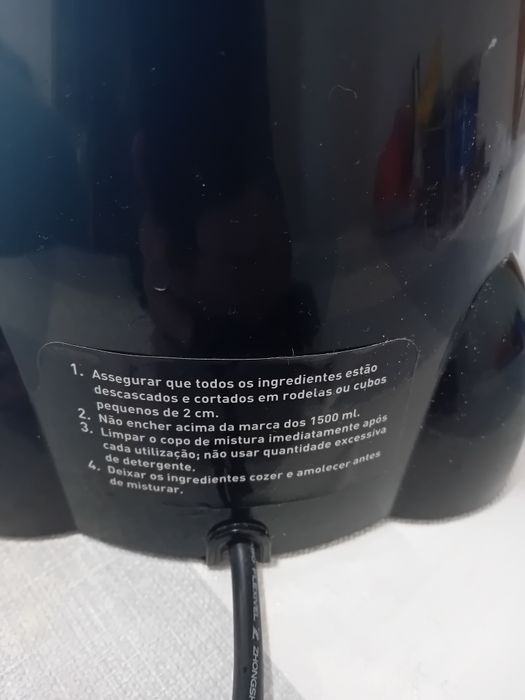 1. Assegurar que todos os ingredientes estão
descascados e cortados em rodelas ou cubos
pequenos de 2 cm.
2. Não encher acima da marca dos 1500 ml.
3. Limpar o copo de mistura imediatamente após
cada utilização; não usar quantidade excessiva
de detergente.
4. Deixar os ingredientes cozer e amolecer antes
de misturar.